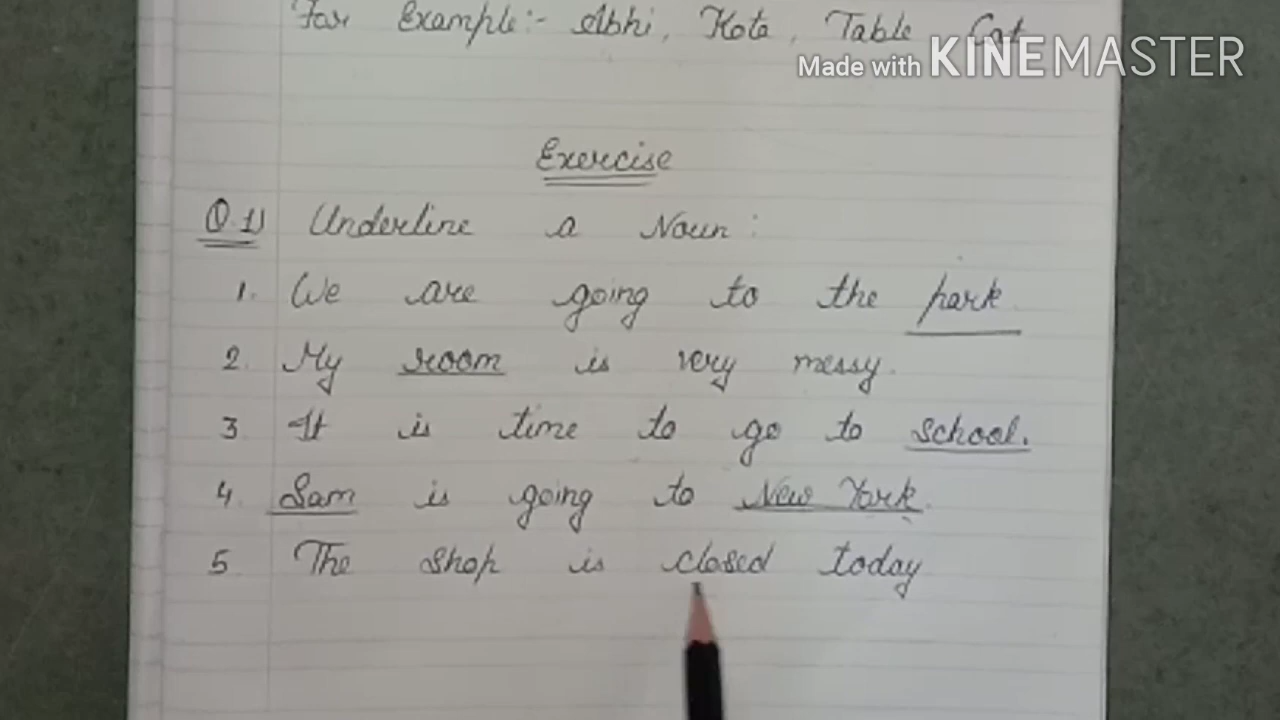 For Example:- Abhi, Kota, Table Cat
Made with KINEMASTER
Exercise
Q.1) Underline a Noun:
1. We are going to the park
2. My room is very messy.
3 It is time to go to school.
4. Sam is going to New York.
5 The shop is closed today